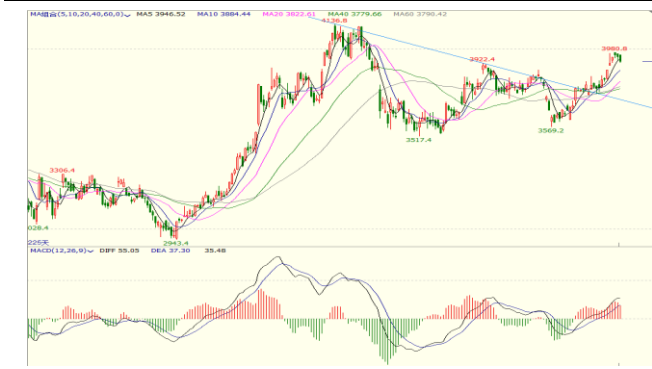 MA组合(5,10,20,40,60,0) MA5 3946.52 MA10 3884.44 MA20 3822.61 MA40 3779.66 MA60 3790.42
4136.8
3980.8
3922.4
3569.2
3517.4
3306.4
028.4
2943.4
225天
MACD(12,26,9) DIFF 55.05 DEA 37.30 35.48